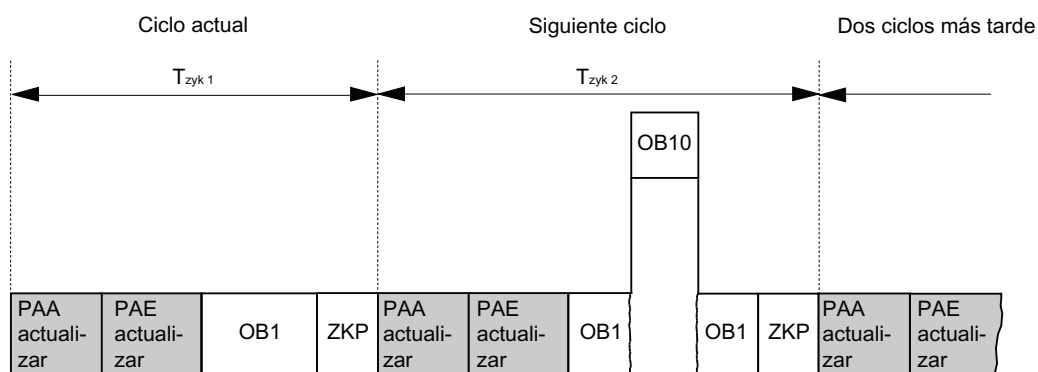 Ciclo actual
Siguiente ciclo
Dos ciclos más tarde
Tzyk 1
Tzyk 2
OB10
PAA
actuali-
zar
PAE
actuali-
zar
OB1
ZKP
PAA
actuali-
zar
PAE
actuali-
zar
OB1
OB1
ZKP
PAA
actuali-
zar
PAE
actuali-
zar